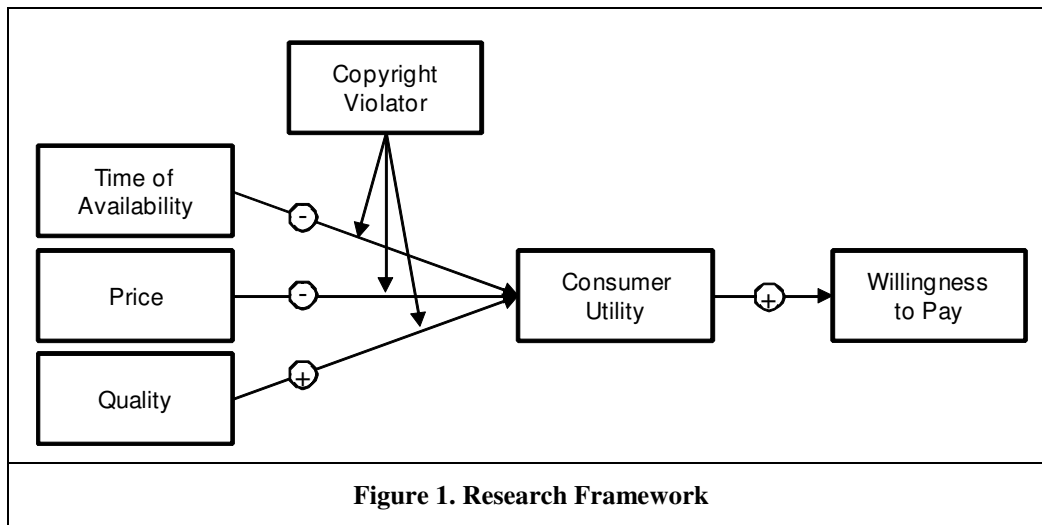 Copyright
Violator
Time of
Availability
-
Price
-
Consumer
Utility
+
Willingness
to Pay
Quality
+
Figure 1. Research Framework